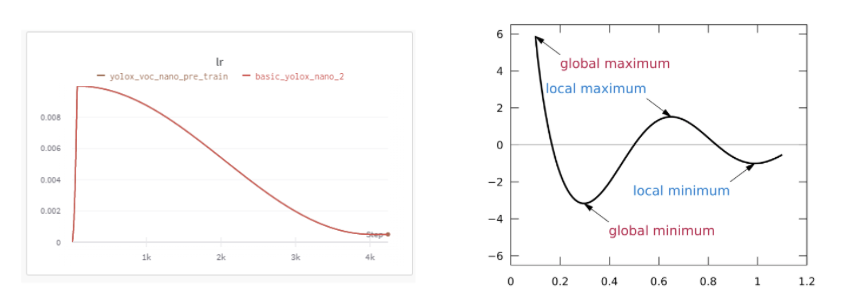 lr
yolox_voc_nano_pre_train basic_yolox_nano_2
0.008
0.006
0.004
0.002
0
1k 2k 3k 4k
Step
6
4
2
0
−2
−4
−6
0 0.2 0.4 0.6 0.8 1 1.2
global maximum
local maximum
local minimum
global minimum